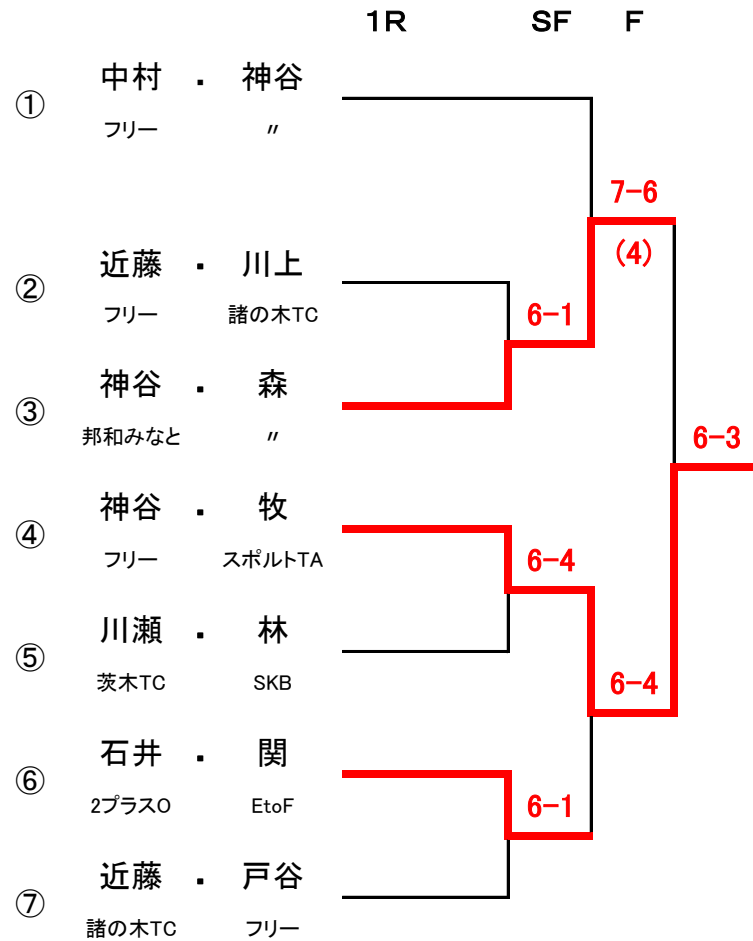 1R SF F
① 中村 ・ 神谷
フリー 〃
7-6
(4)
② 近藤 ・ 川上
フリー 諸の木TC
6-1
③ 神谷 ・ 森
邦和みなと 〃
6-3
④ 神谷 ・ 牧
フリー スポルトTA
6-4
⑤ 川瀬 ・ 林
茨木TC SKB
6-4
⑥ 石井 ・ 関
2プラスO EtoF
6-1
⑦ 近藤 ・ 戸谷
諸の木TC フリー